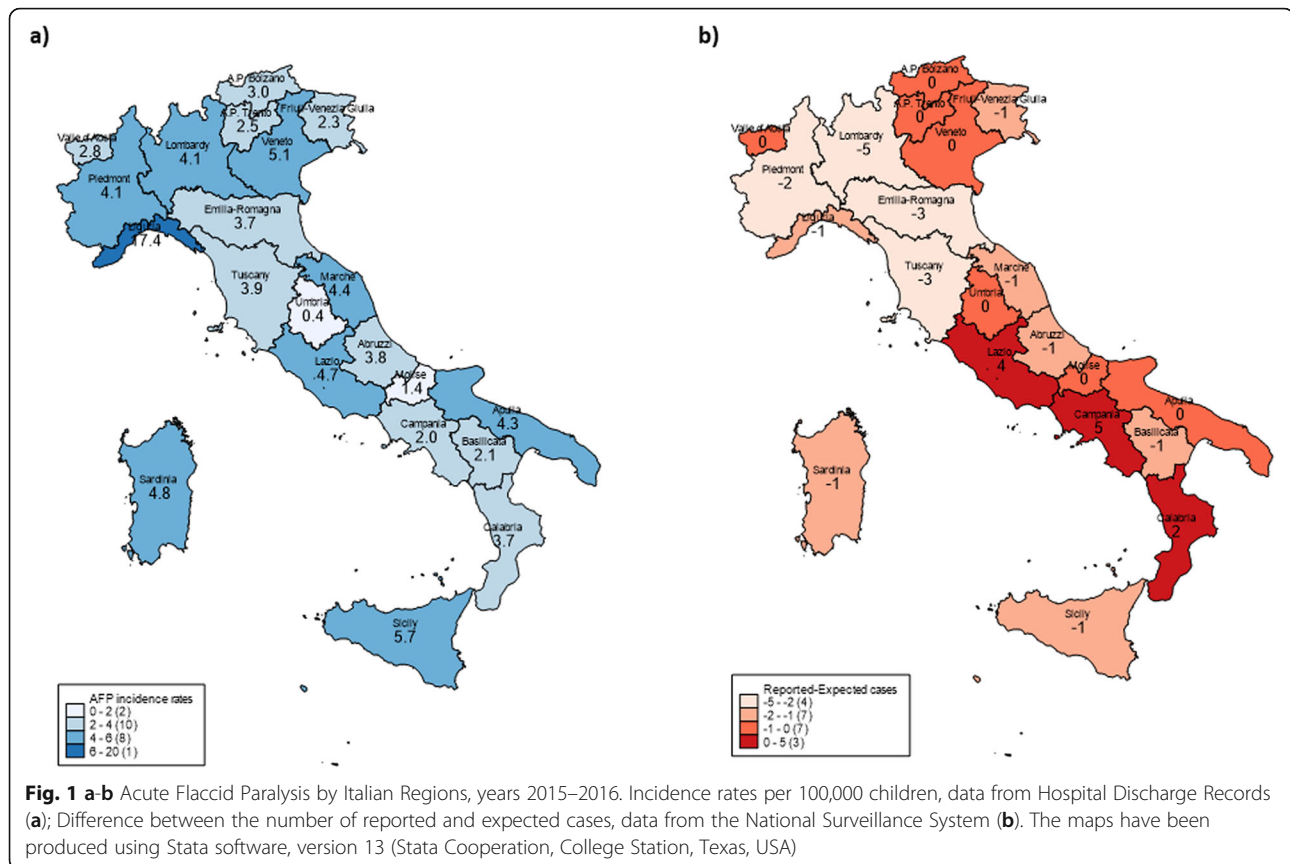 a)
A.P. Bolzano
3.0
A.P. Trento
2.5
Friuli-Venezia Giulia
2.3
Valle d'Aosta
2.8
Lombardy
4.1
Veneto
5.1
Piedmont
4.1
Emilia-Romagna
3.7
Liguria
17.4
Tuscany
3.9
Marche
4.4
Umbria
0.4
Abruzzi
3.8
Lazio
4.7
Molise
1.4
Apulia
4.3
Campania
2.0
Basilicata
2.1
Sardinia
4.8
Calabria
3.7
Sicily
5.7
AFP incidence rates
0 - 2 (2)
2 - 4 (10)
4 - 6 (8)
6 - 20 (1)
b)
A.P. Bolzano
0
A.P. Trento
0
Friuli-Venezia Giulia
-1
Valle d'Aosta
0
Lombardy
-5
Veneto
0
Piedmont
-2
Emilia-Romagna
-3
Liguria
-1
Tuscany
-3
Marche
-1
Umbria
0
Abruzzi
-1
Lazio
4
Molise
0
Apulia
0
Campania
5
Basilicata
-1
Sardinia
-1
Calabria
2
Sicily
-1
Reported-Expected cases
-5 - -2 (4)
-2 - -1 (7)
-1 - 0 (7)
0 - 5 (3)
Fig. 1 a-b Acute Flaccid Paralysis by Italian Regions, years 2015–2016. Incidence rates per 100,000 children, data from Hospital Discharge Records
(a); Difference between the number of reported and expected cases, data from the National Surveillance System (b). The maps have been
produced using Stata software, version 13 (Stata Cooperation, College Station, Texas, USA)